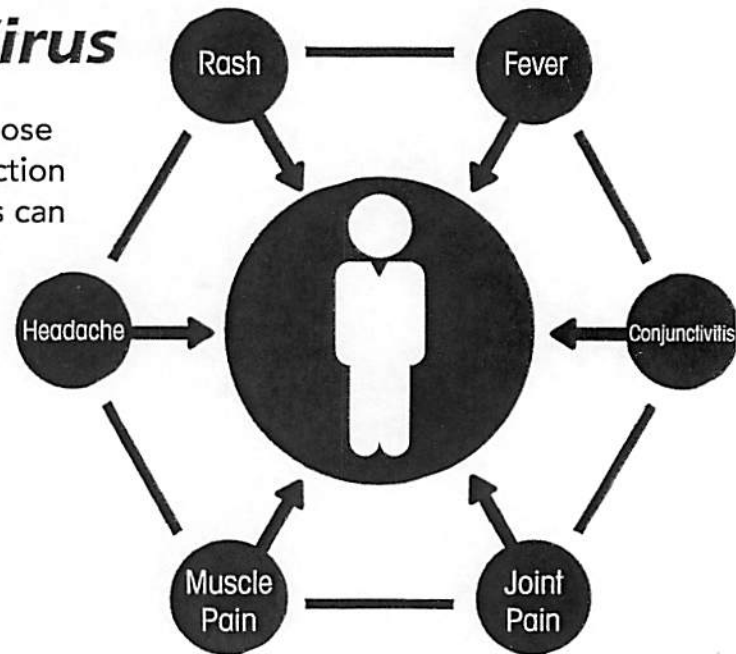 irus
ose
ction
s can
Rash
Fever
Headache
Conjunctivitis
Muscle
Pain
Joint
Pain